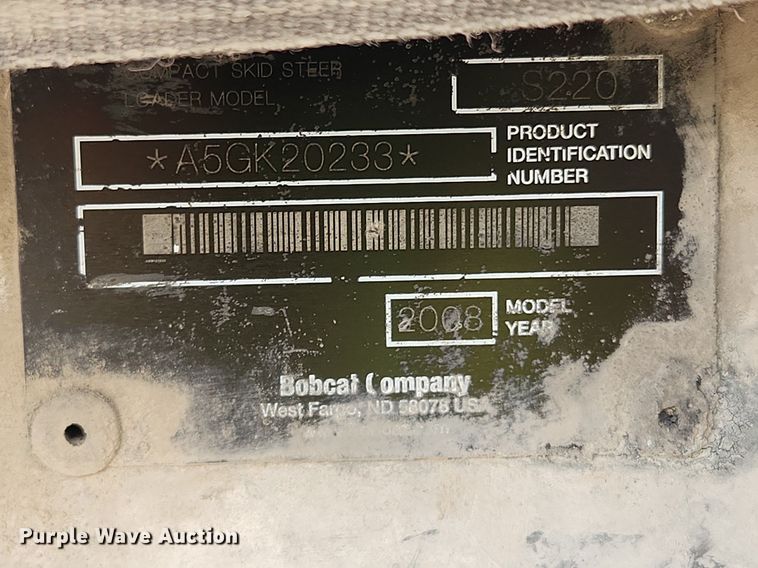 COMPACT SKID STEER
LOADER MODEL
S220
*A5GK20233*
PRODUCT
IDENTIFICATION
NUMBER
2008
MODEL
YEAR
Bobcat Company
West Fargo, ND 58078 USA
Purple Wave Auction